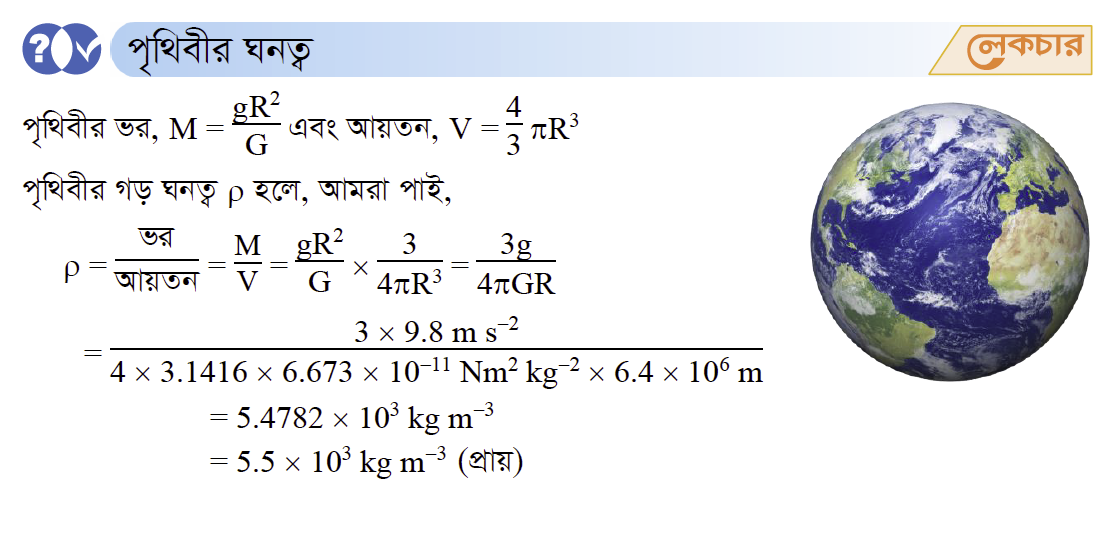 পৃথিবীর ঘনত্ব
লেকচার
পৃথিবীর ভর, M = gR²/G এবং আয়তন, V = 4/3 πR³
পৃথিবীর গড় ঘনত্ব ρ হলে, আমরা পাই,
ρ = ভর/আয়তন = M/V = gR²/G × 3/4πR³ = 3g/4πGR
= 3 × 9.8 m s⁻²/4 × 3.1416 × 6.673 × 10⁻¹¹ Nm² kg⁻² × 6.4 × 10⁶ m
= 5.4782 × 10³ kg m⁻³
= 5.5 × 10³ kg m⁻³ (প্রায়)